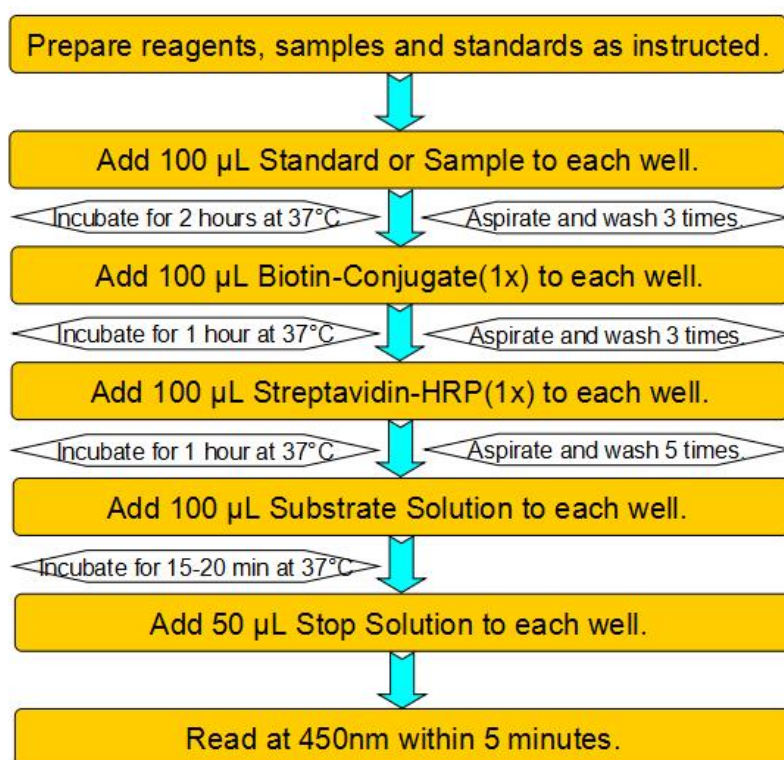 Prepare reagents, samples and standards as instructed.
Add 100 µL Standard or Sample to each well.
Incubate for 2 hours at 37°C
Aspirate and wash 3 times.
Add 100 µL Biotin-Conjugate(1x) to each well.
Incubate for 1 hour at 37°C
Aspirate and wash 3 times.
Add 100 µL Streptavidin-HRP(1x) to each well.
Incubate for 1 hour at 37°C
Aspirate and wash 5 times.
Add 100 µL Substrate Solution to each well.
Incubate for 15-20 min at 37°C
Add 50 µL Stop Solution to each well.
Read at 450nm within 5 minutes.